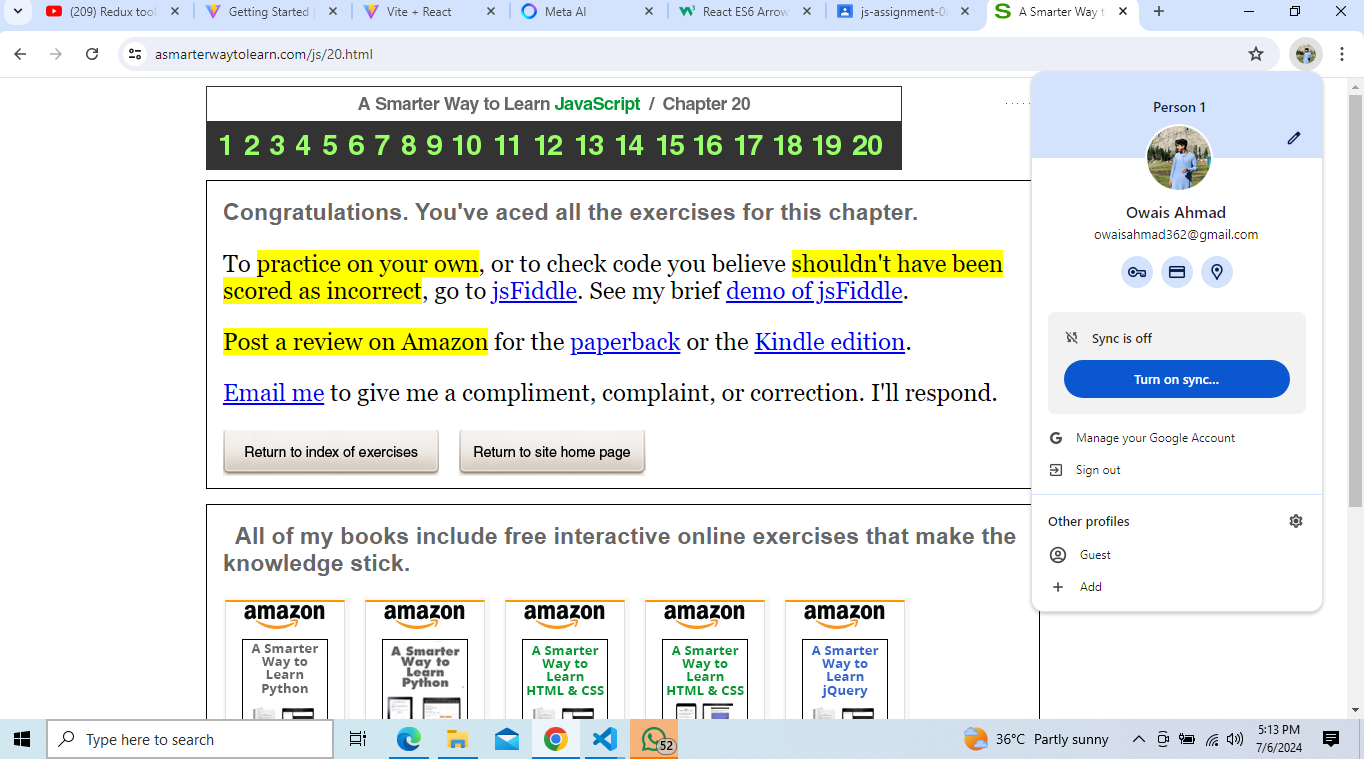 (209) Redux tool
Getting Started
Vite + React
Meta AI
React ES6 Arrow
js-assignment-0
A Smarter Way t
asmarterwaytolearn.com/js/20.html
A Smarter Way to Learn JavaScript / Chapter 20
1 2 3 4 5 6 7 8 9 10 11 12 13 14 15 16 17 18 19 20
Congratulations. You've aced all the exercises for this chapter.
To practice on your own, or to check code you believe shouldn't have been
scored as incorrect, go to jsFiddle. See my brief demo of jsFiddle.
Post a review on Amazon for the paperback or the Kindle edition.
Email me to give me a compliment, complaint, or correction. I'll respond.
Return to index of exercises
Return to site home page
All of my books include free interactive online exercises that make the
knowledge stick.
amazon
A Smarter
Way to
Learn
Python
amazon
A Smarter
Way to
Learn
Python
amazon
A Smarter
Way to
Learn
HTML & CSS
amazon
A Smarter
Way to
Learn
HTML & CSS
amazon
A Smarter
Way to
Learn
jQuery
Person 1
Owais Ahmad
owaisahmad362@gmail.com
Sync is off
Turn on sync...
Manage your Google Account
Sign out
Other profiles
Guest
Add
Type here to search
52
36°C Partly sunny
5:13 PM
7/6/2024